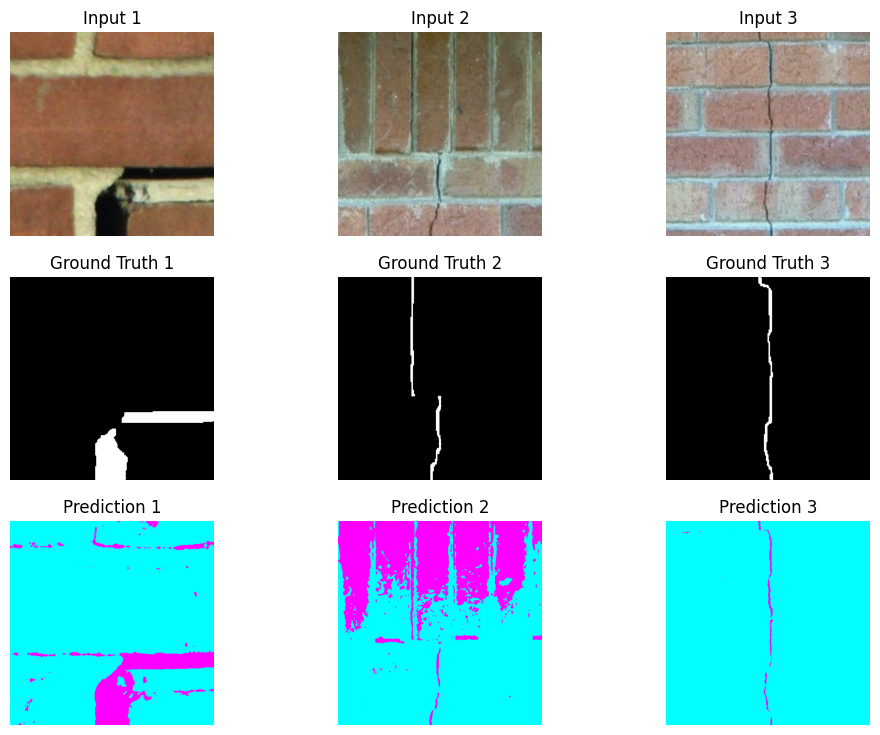 Input 1
Input 2
Input 3
Ground Truth 1
Ground Truth 2
Ground Truth 3
Prediction 1
Prediction 2
Prediction 3